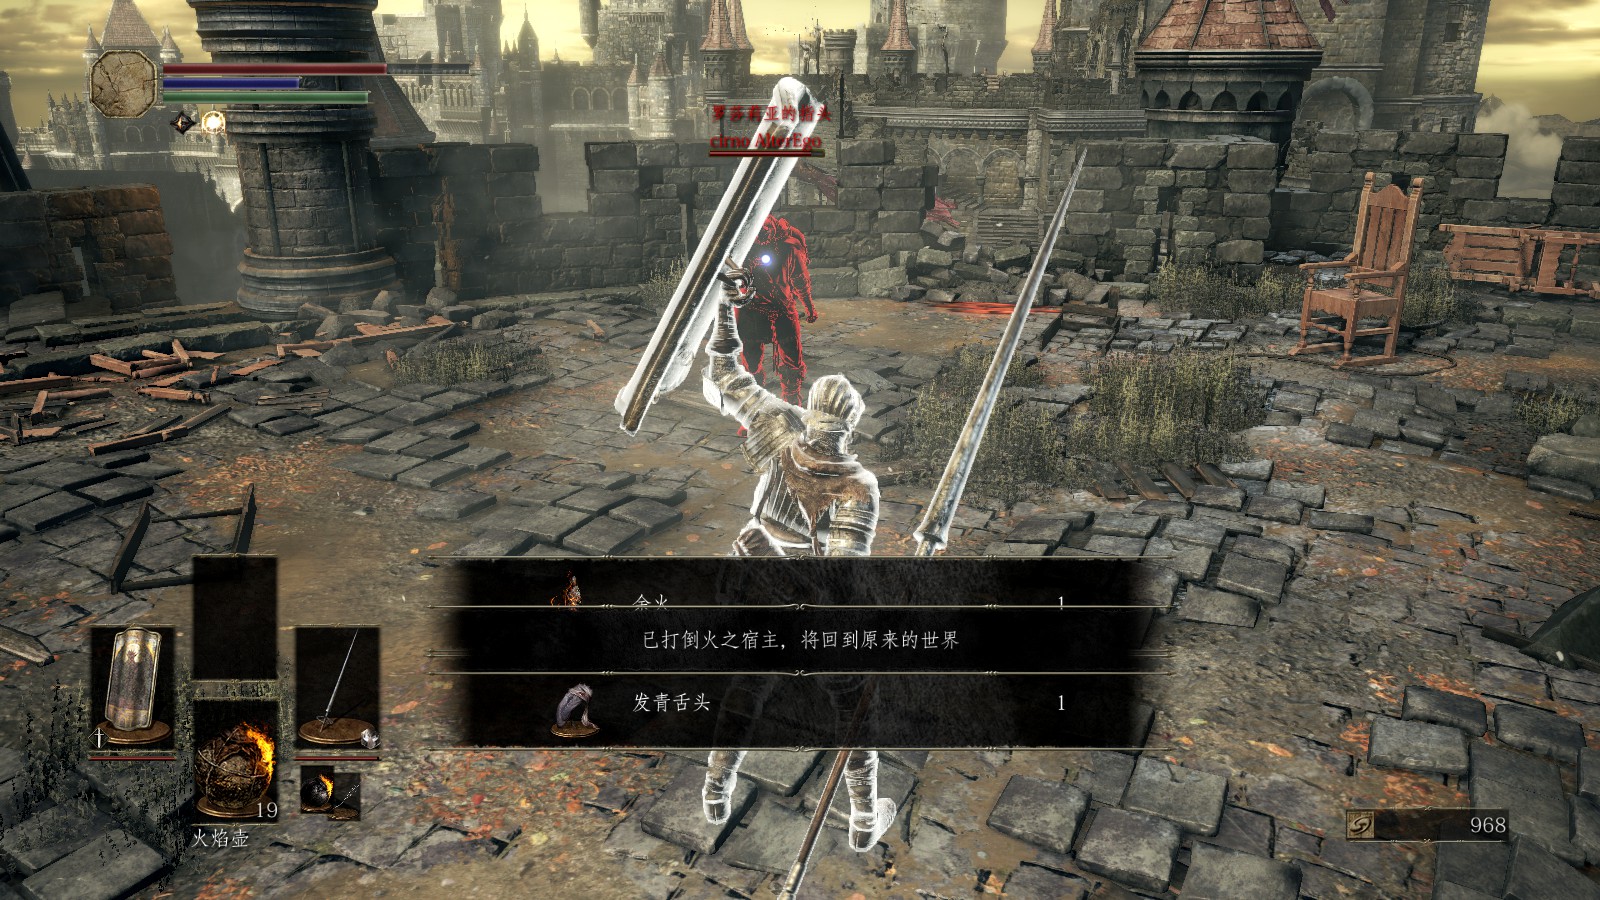 罗莎莉亚的指头
cirno AlterEgo
余火 1
已打倒火之宿主，将回到原来的世界
发青舌头 1
19
火焰壶
968